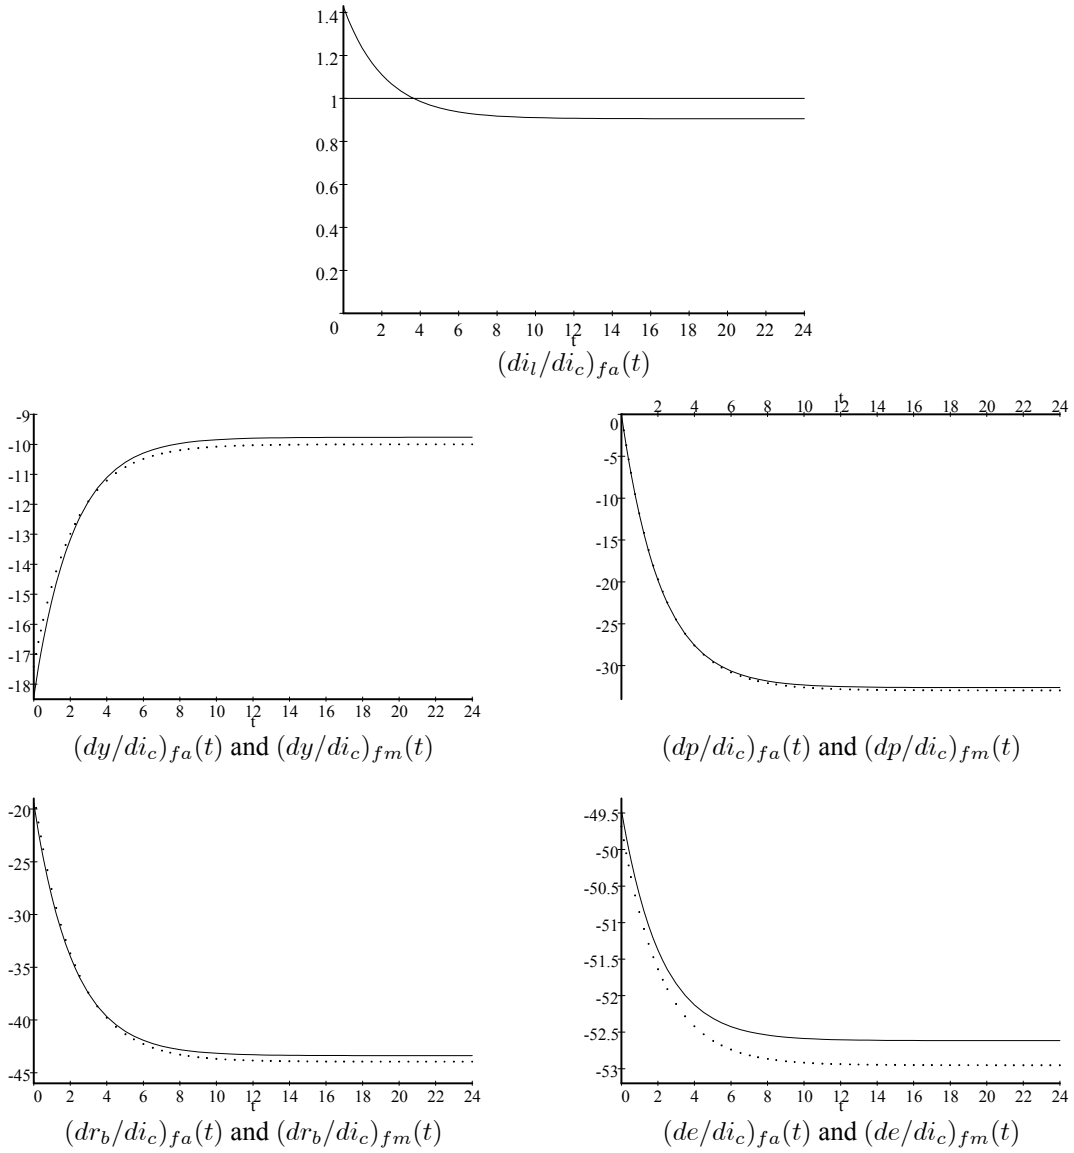 1.4
1.2
1
0.8
0.6
0.4
0.2
0 2 4 6 8 10 12 14 16 18 20 22 24
t
(di_l/di_c)_{fa}(t)
-9
-10
-11
-12
-13
-14
-15
-16
-17
-18
0 2 4 6 8 10 12 14 16 18 20 22 24
t
(dy/di_c)_{fa}(t) and (dy/di_c)_{fm}(t)
t
2 4 6 8 10 12 14 16 18 20 22 24
0
-5
-10
-15
-20
-25
-30
(dp/di_c)_{fa}(t) and (dp/di_c)_{fm}(t)
-20
-25
-30
-35
-40
-45
0 2 4 6 8 10 12 14 16 18 20 22 24
t
(dr_b/di_c)_{fa}(t) and (dr_b/di_c)_{fm}(t)
-49.5
-50
-50.5
-51
-51.5
-52
-52.5
-53
0 2 4 6 8 10 12 14 16 18 20 22 24
t
(de/di_c)_{fa}(t) and (de/di_c)_{fm}(t)